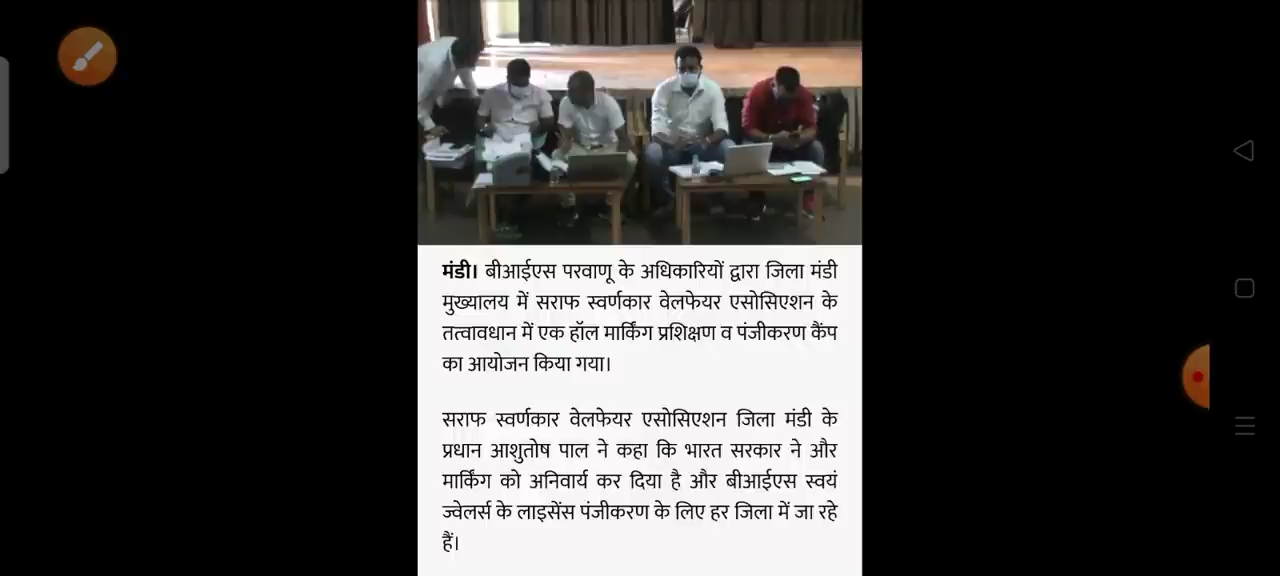 मंडी। बीआईएस परवाणू के अधिकारियों द्वारा जिला मंडी
मुख्यालय में सराफ स्वर्णकार वेलफेयर एसोसिएशन के
तत्वावधान में एक हॉल मार्किंग प्रशिक्षण व पंजीकरण कैंप
का आयोजन किया गया।
सराफ स्वर्णकार वेलफेयर एसोसिएशन जिला मंडी के
प्रधान आशुतोष पाल ने कहा कि भारत सरकार ने और
मार्किंग को अनिवार्य कर दिया है और बीआईएस स्वयं
ज्वेलर्स के लाइसेंस पंजीकरण के लिए हर जिला में जा रहे
हैं।